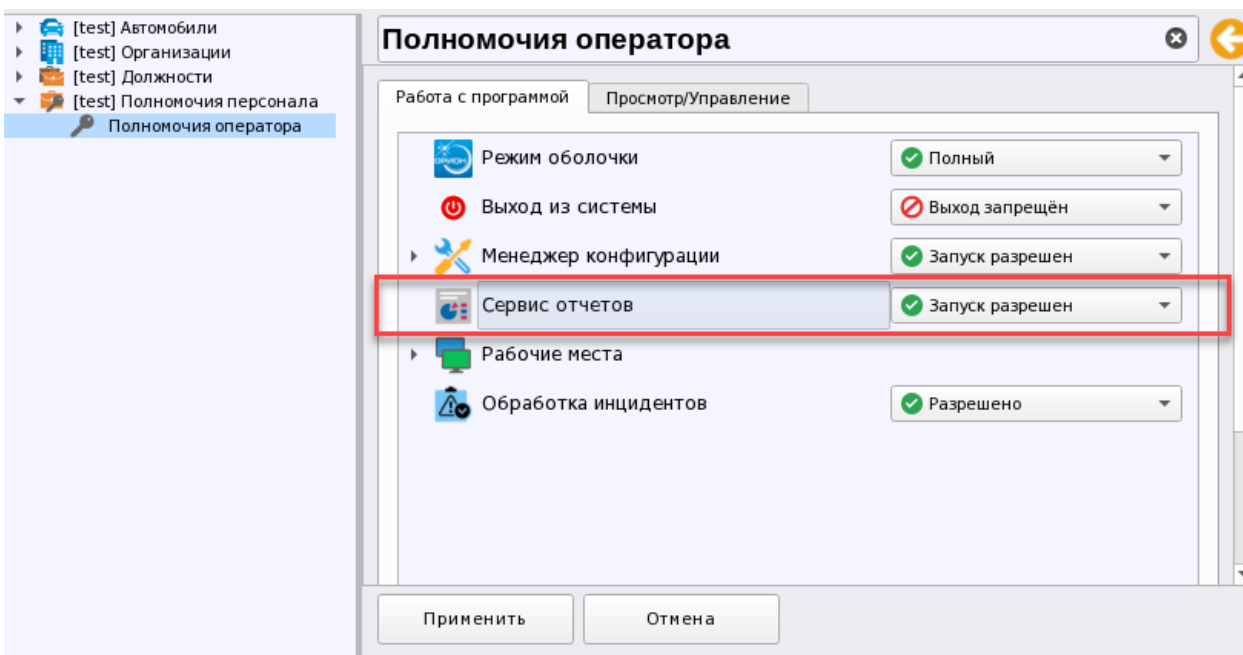 [test] Автомобили
[test] Организации
[test] Должности
[test] Полномочия персонала
Полномочия оператора
Полномочия оператора
Работа с программой
Просмотр/Управление
ОРИОН
Режим оболочки
Полный
Выход из системы
Выход запрещён
Менеджер конфигурации
Запуск разрешен
Сервис отчетов
Запуск разрешен
Рабочие места
Обработка инцидентов
Разрешено
Применить
Отмена